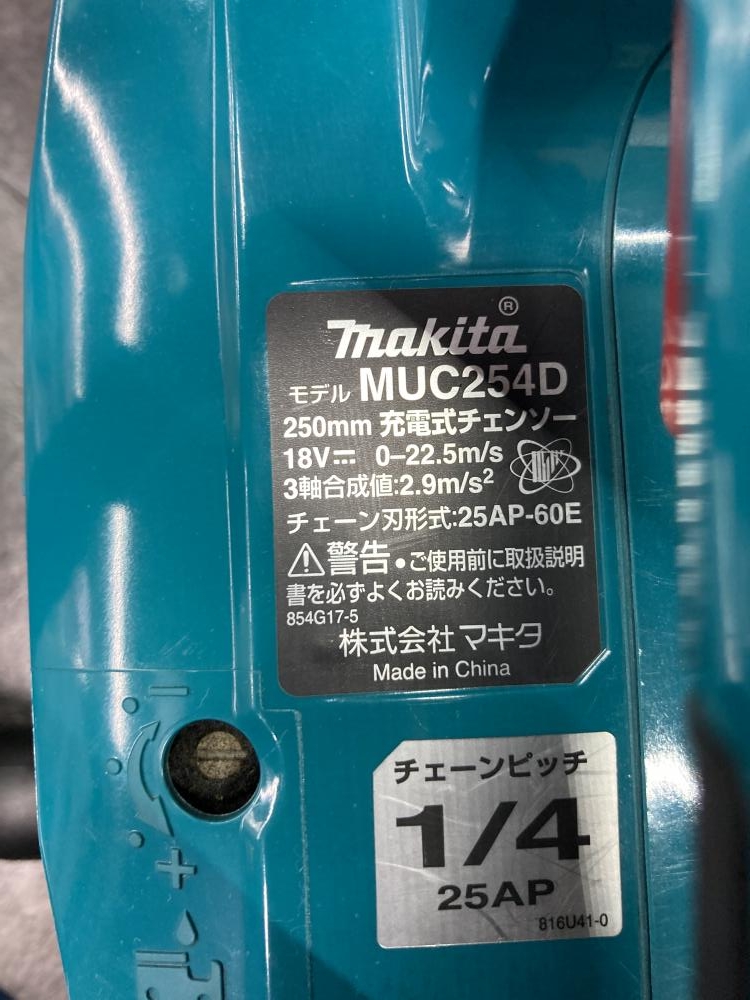 makita®
モデル MUC254D
250mm 充電式チェンソー
18V⎓ 0–22.5m/s
3軸合成値:2.9m/s²
チェーン刃形式:25AP-60E
⚠警告 ●ご使用前に取扱説明
書を必ずよくお読みください。
854G17-5
株式会社 マキタ
Made in China
チェーンピッチ
1/4
25AP
816U41-0